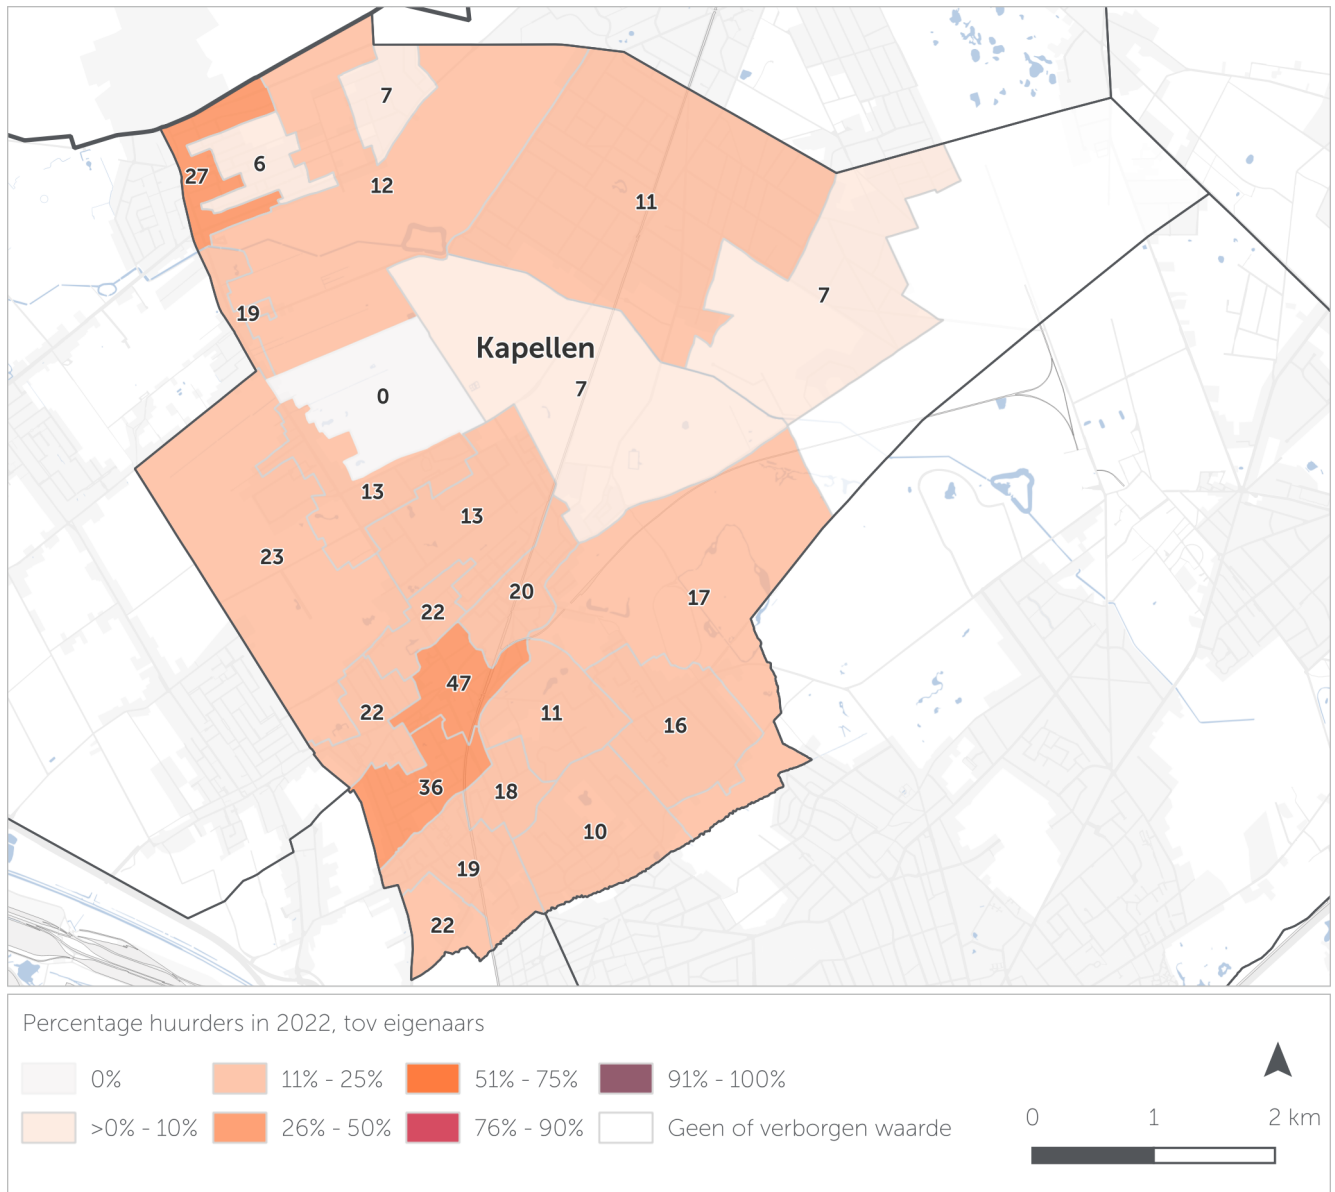 7
6
27
12
11
7
19
Kapellen
7
0
13
13
23
20
17
22
47
22
11
16
36
18
10
19
22
Percentage huurders in 2022, tov eigenaars
0%
11% - 25%
51% - 75%
91% - 100%
>0% - 10%
26% - 50%
76% - 90%
Geen of verborgen waarde
0 1 2 km